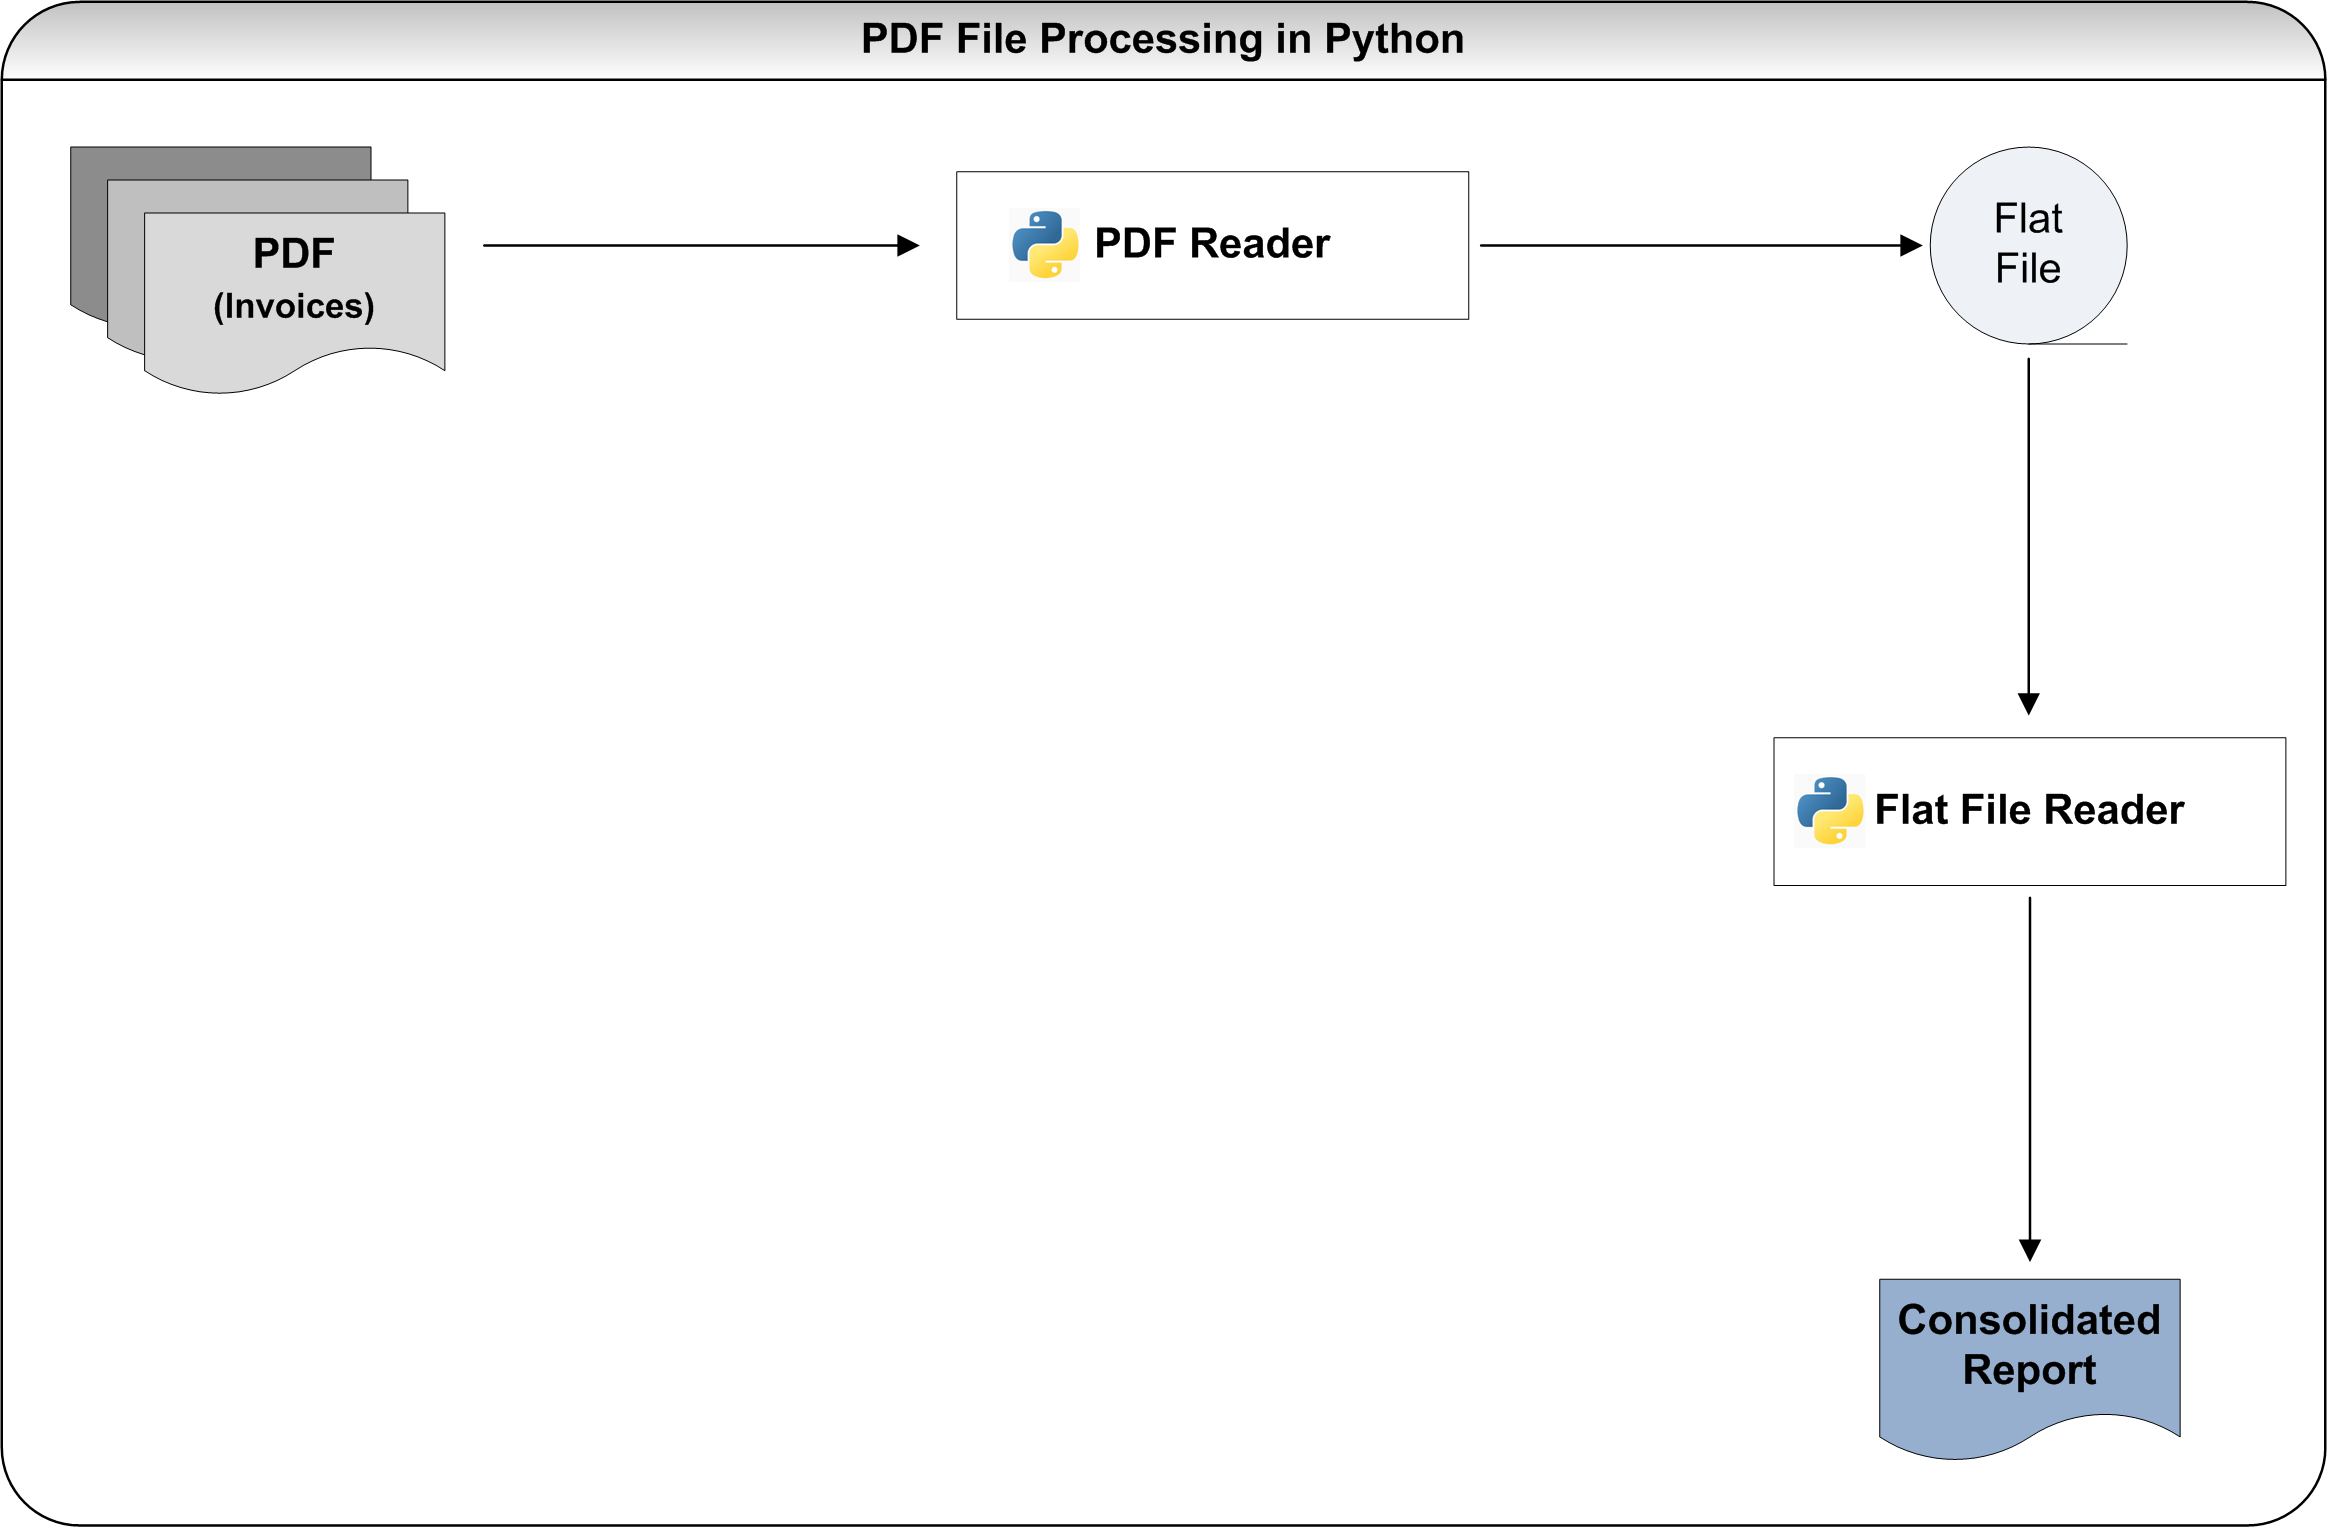 PDF File Processing in Python
PDF
(Invoices)
PDF Reader
Flat
File
Flat File Reader
Consolidated
Report